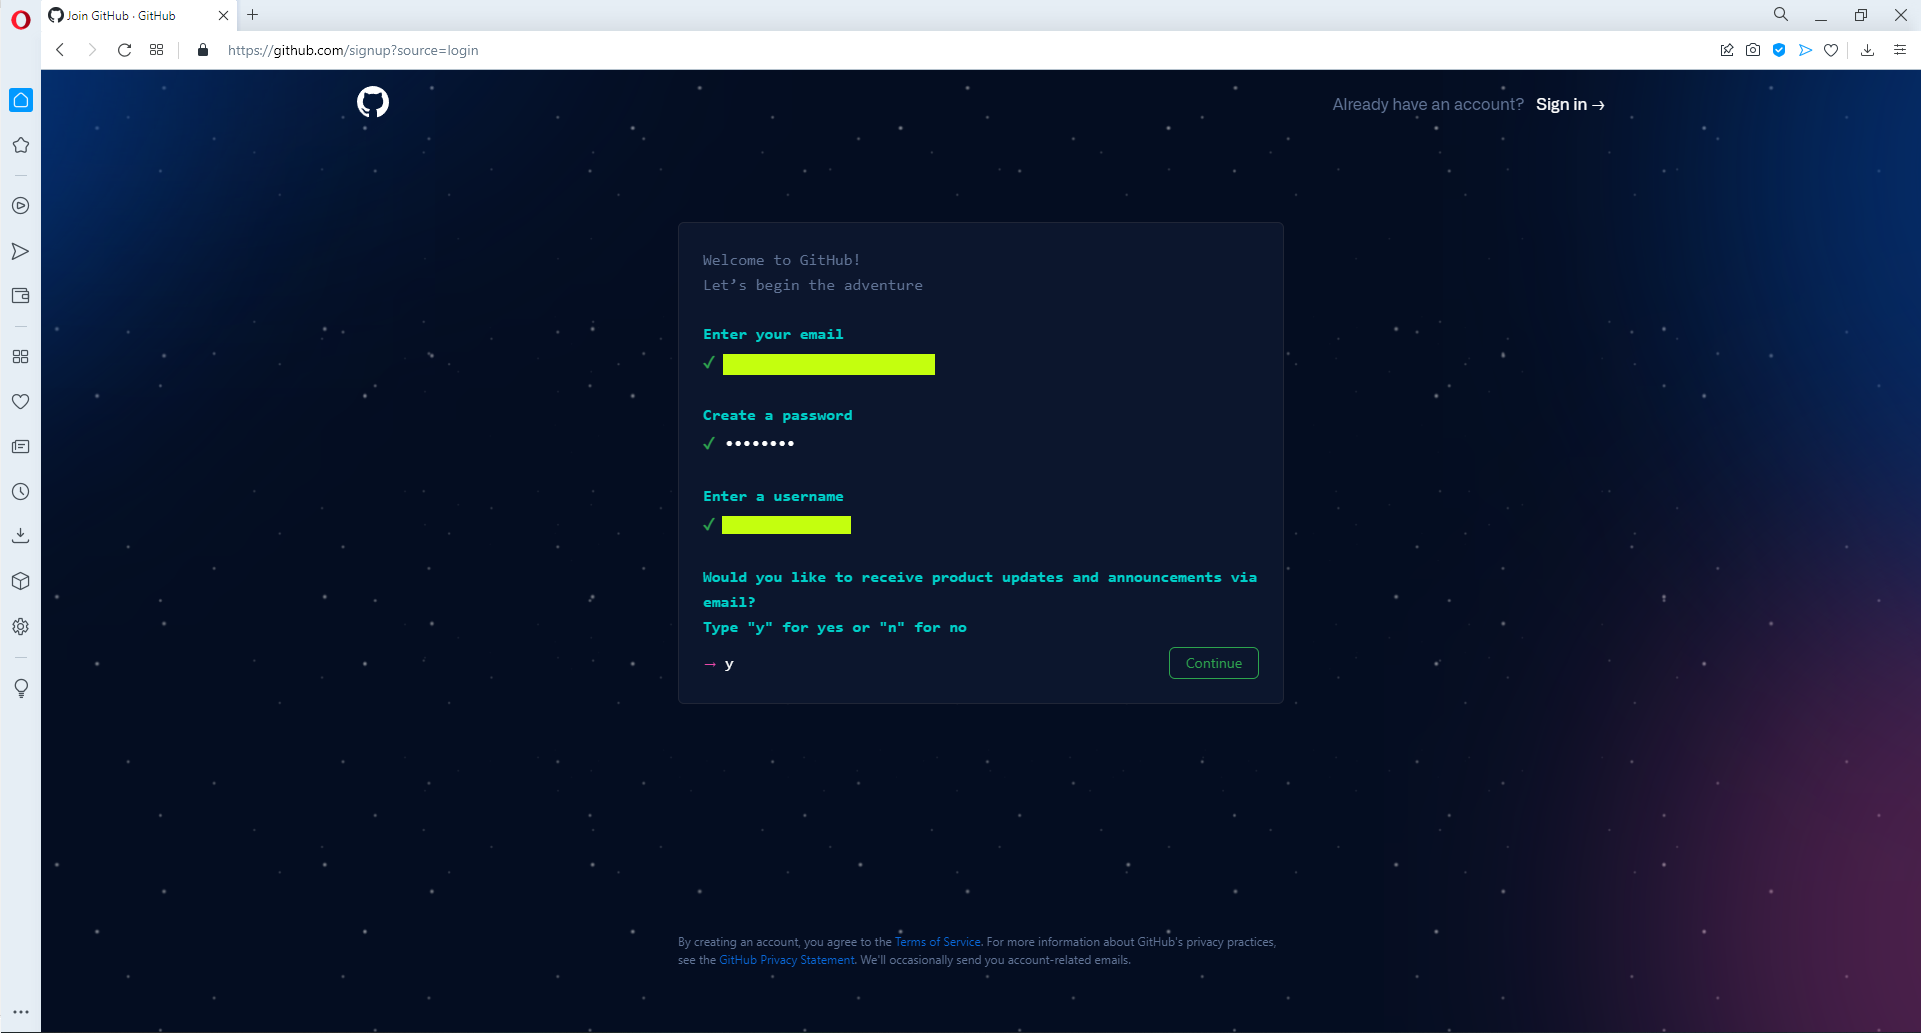 Join GitHub · GitHub
https://github.com/signup?source=login
Already have an account? Sign in →
Welcome to GitHub!
Let’s begin the adventure
Enter your email
✓
Create a password
✓ ••••••••
Enter a username
✓
Would you like to receive product updates and announcements via
email?
Type "y" for yes or "n" for no
→ y
Continue
By creating an account, you agree to the Terms of Service. For more information about GitHub's privacy practices,
see the GitHub Privacy Statement. We'll occasionally send you account-related emails.